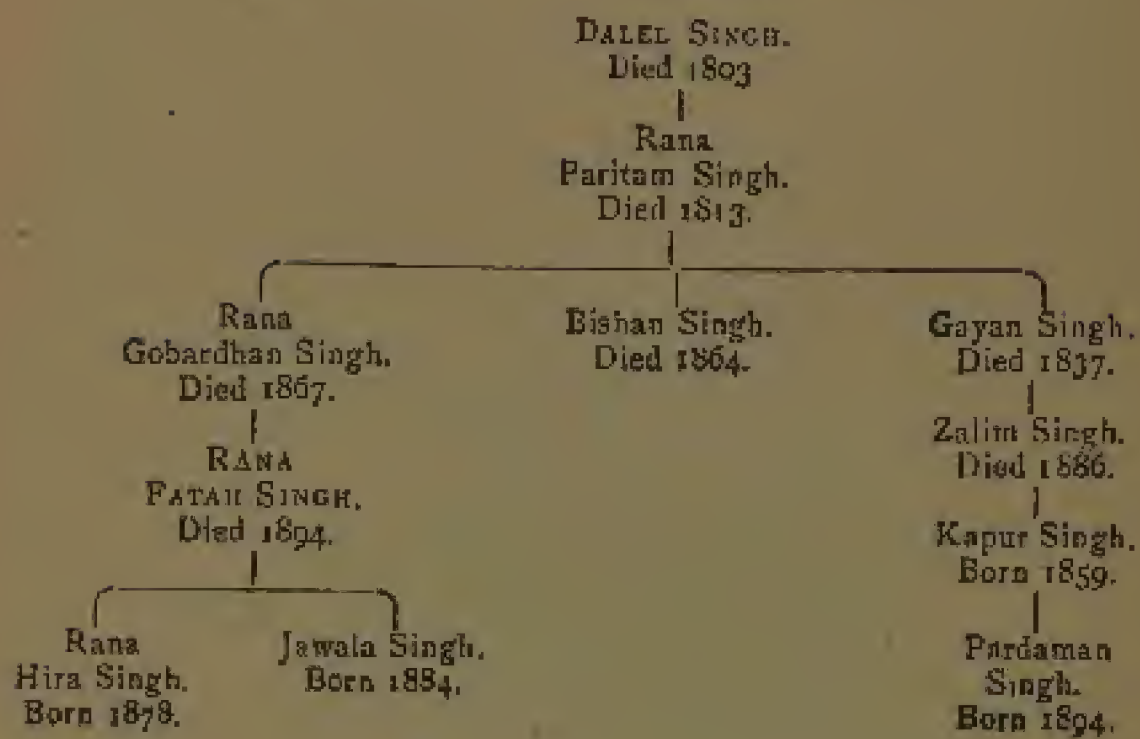 DALEL SINGH.
Died 1803
Rana
Paritam Singh.
Died 1813.
Rana
Gobardhan Singh.
Died 1867.
Bishan Singh.
Died 1864.
Gayan Singh.
Died 1837.
RANA
FATAH SINGH.
Died 1894.
Zalim Singh.
Died 1886.
Kapur Singh.
Born 1859.
Rana
Hira Singh.
Born 1878.
Jawala Singh.
Born 1884.
Pardaman
Singh.
Born 1894.